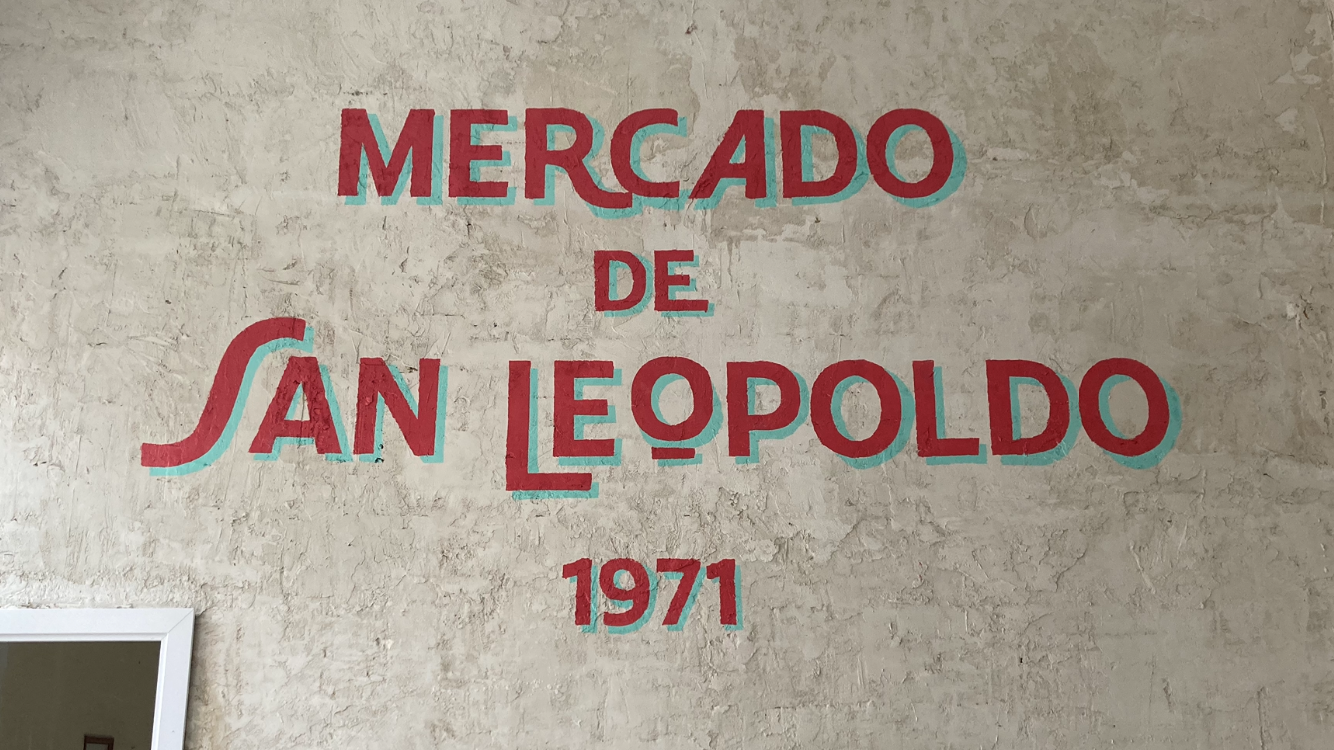 MERCADO
DE
SAN LEOPOLDO
1971